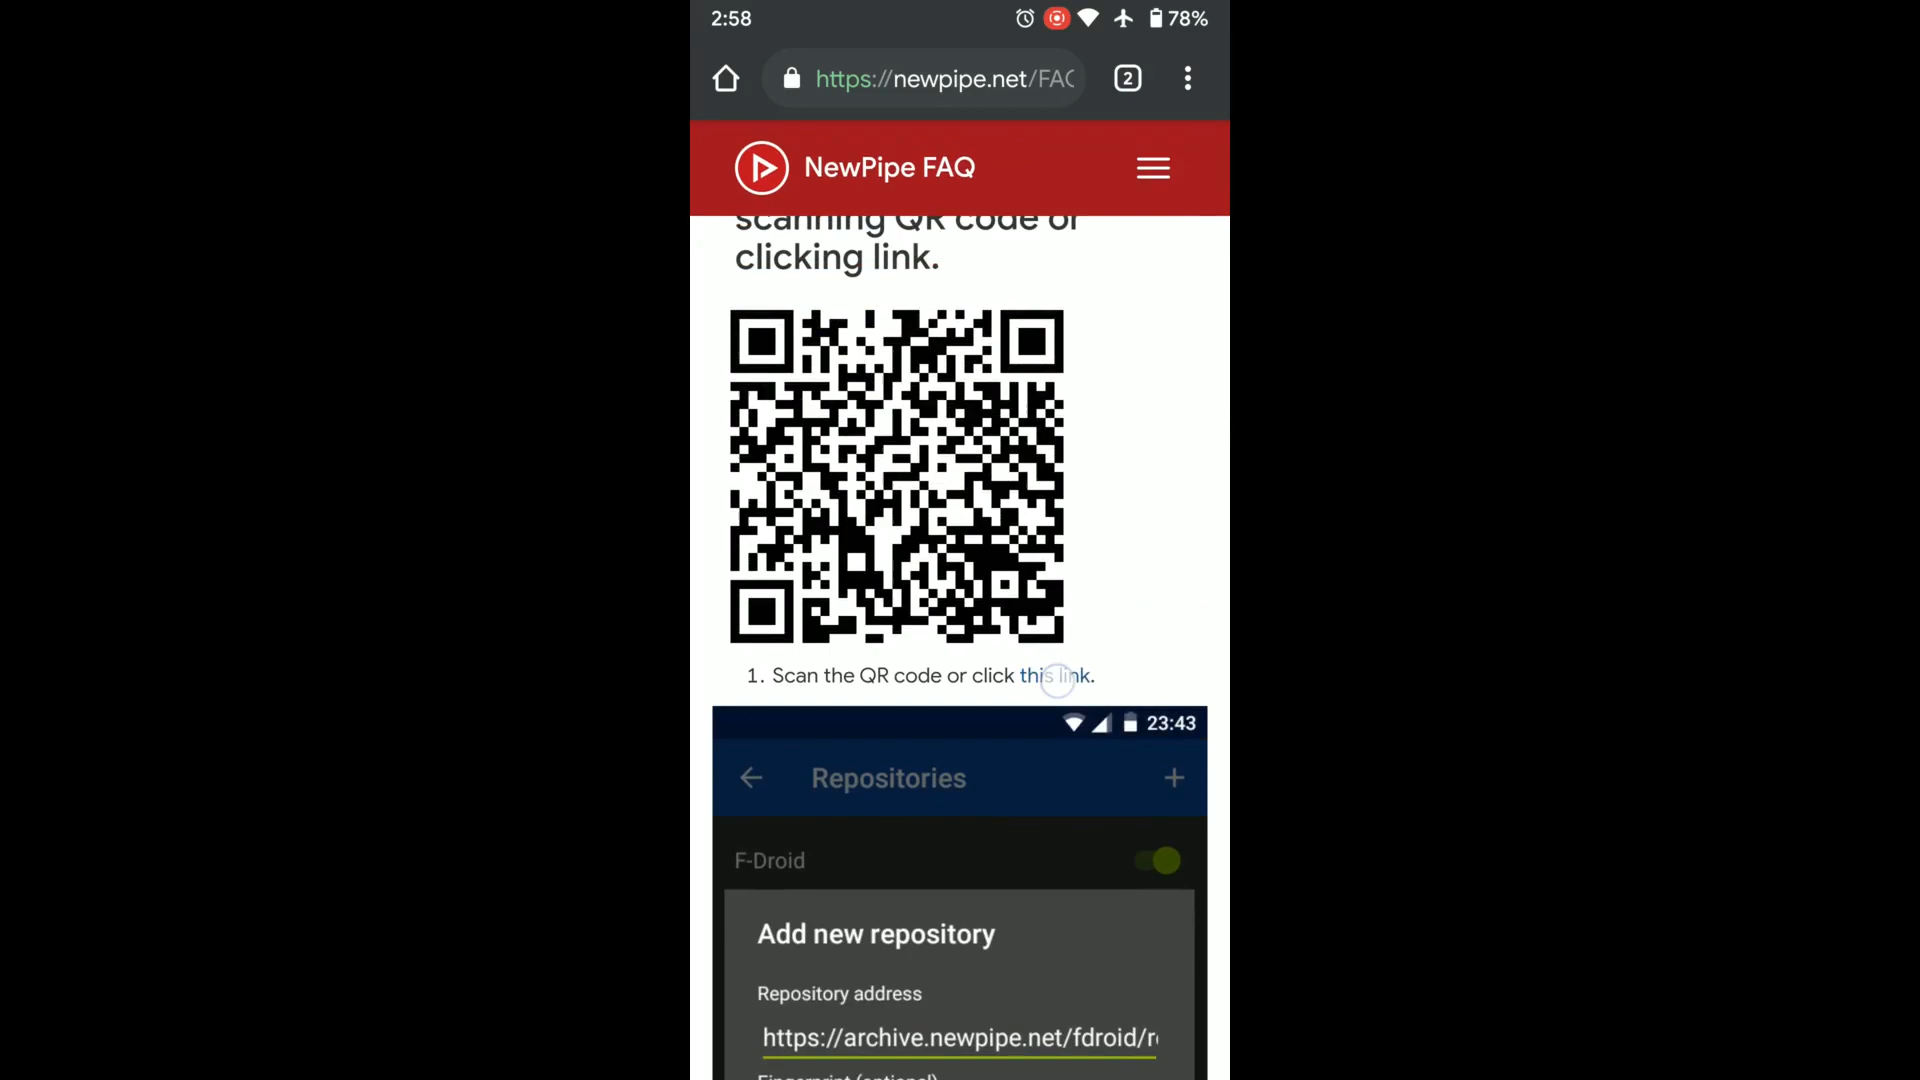 2:58
78%
https://newpipe.net/FAQ
2
NewPipe FAQ
scanning QR code or
clicking link.
1. Scan the QR code or click this link.
23:43
Repositories
F-Droid
Add new repository
Repository address
https://archive.newpipe.net/fdroid/re
Fingerprint (optional)